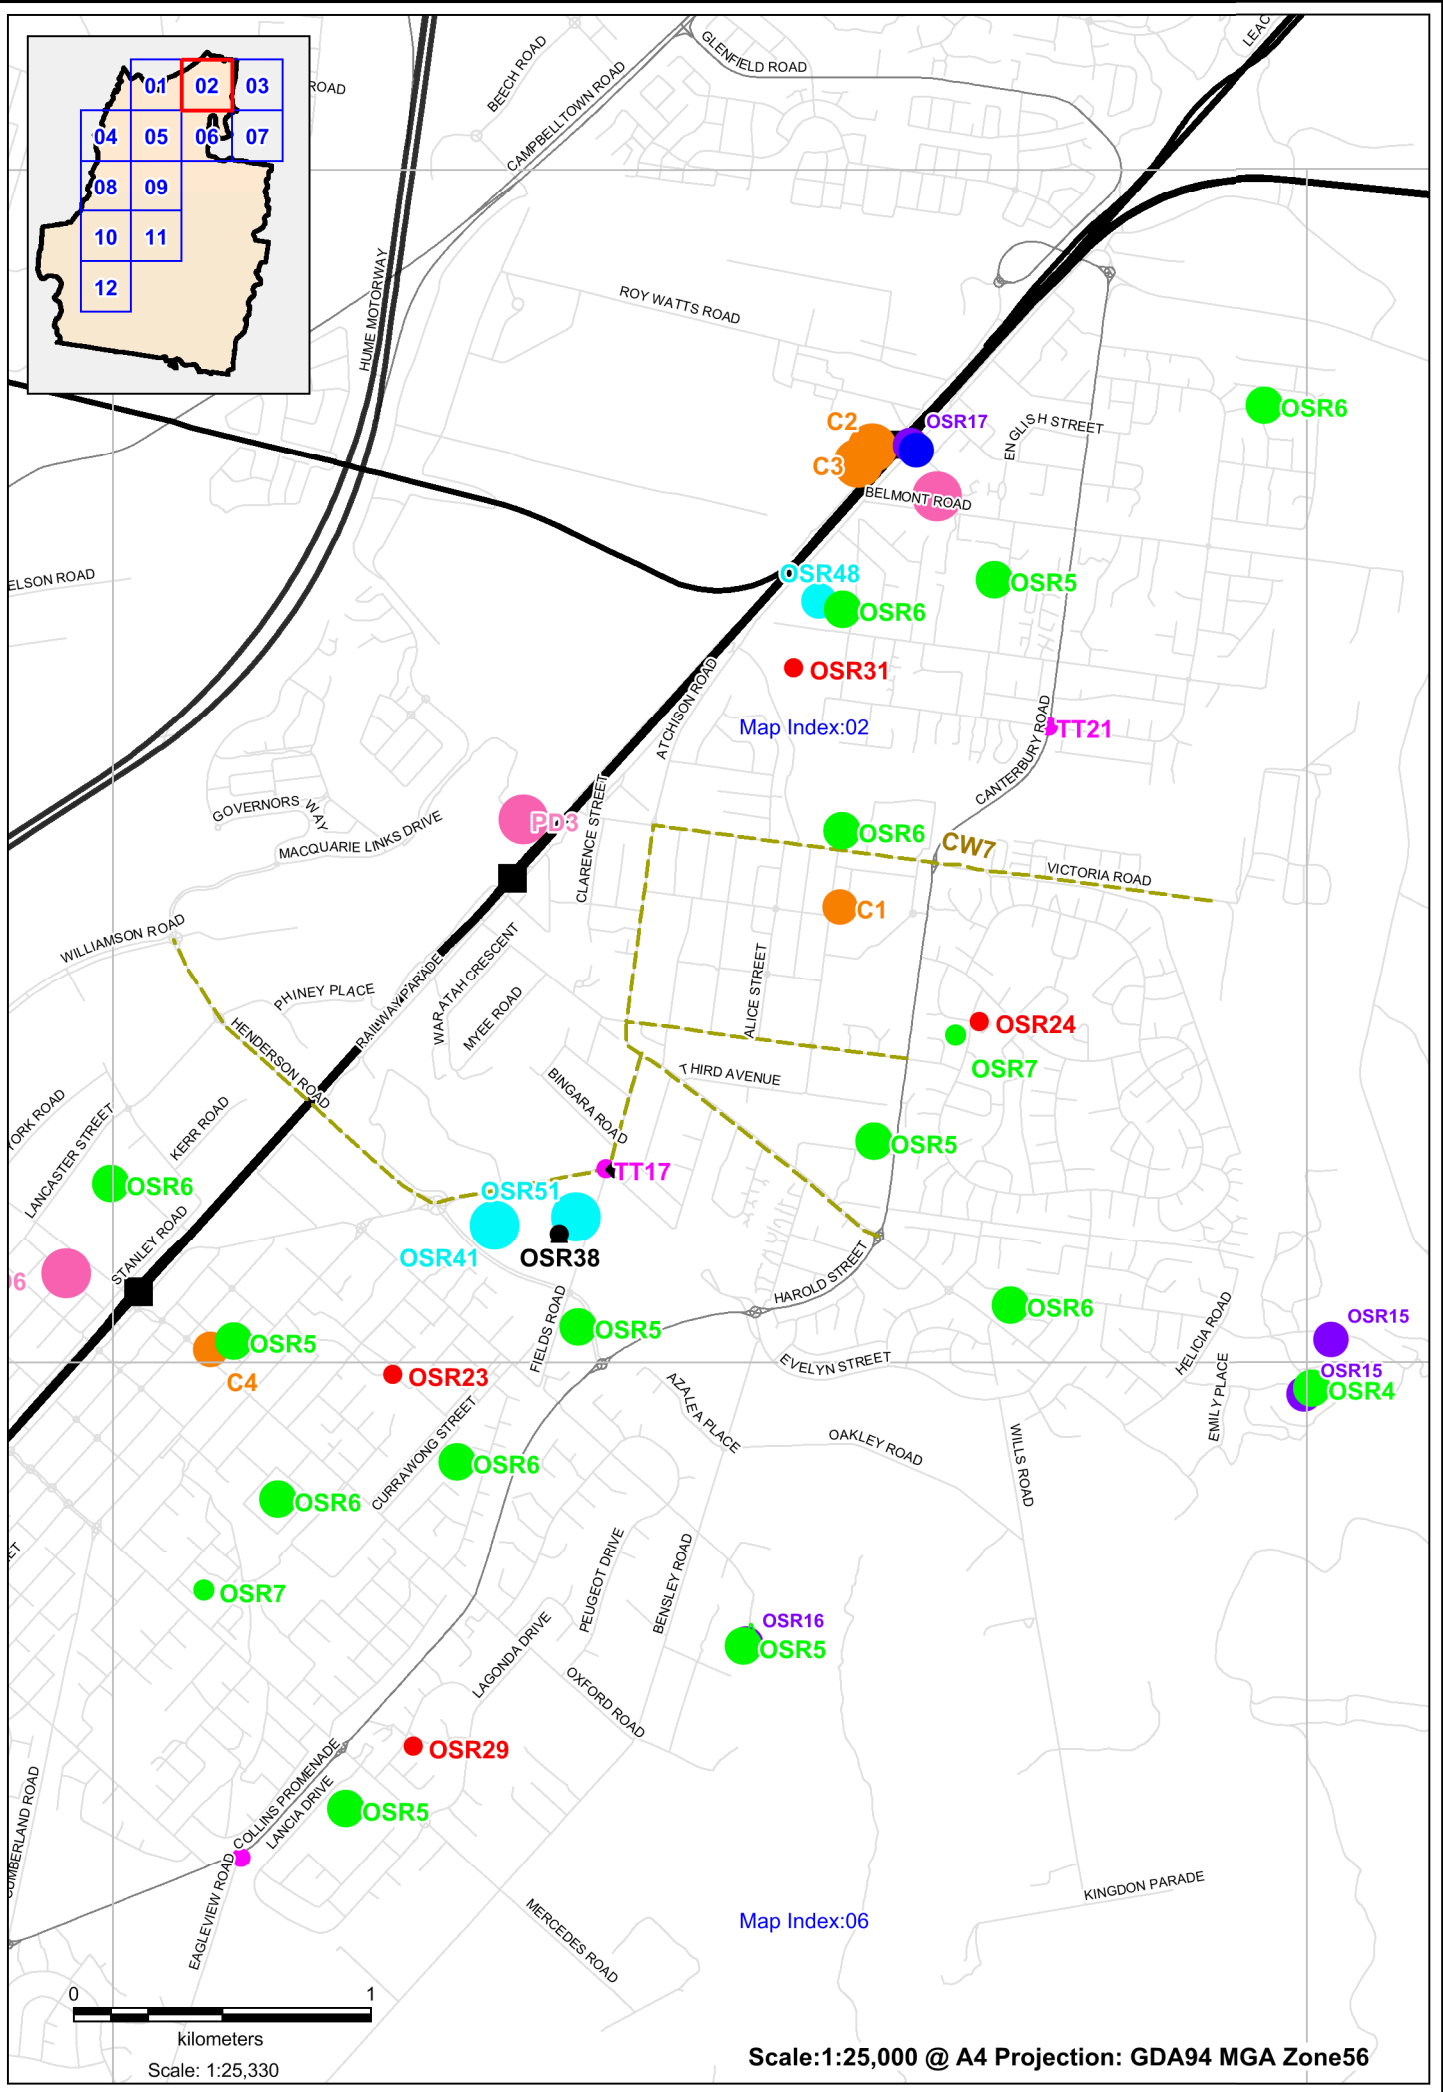 LEAC
GLENFIELD ROAD
BEECH ROAD
CAMPBELLTOWN ROAD
ROAD
01
02
03
04
05
06
07
08
09
10
11
12
HUME MOTORWAY
ROY WATTS ROAD
OSR6
C2
OSR17
ENGLISH STREET
C3
BELMONT ROAD
ELSON ROAD
OSR48
OSR5
OSR6
OSR31
ATCHISON ROAD
Map Index:02
CANTERBURY ROAD
TT21
GOVERNORS WAY
MACQUARIE LINKS DRIVE
PD3
CLARENCE STREET
OSR6
CW7
VICTORIA ROAD
C1
WILLIAMSON ROAD
RAILWAY PARADE
WARATAH CRESCENT
MYEE ROAD
PHINEY PLACE
ALICE STREET
HENDERSON ROAD
OSR24
OSR7
THIRD AVENUE
BINGARA ROAD
YORK ROAD
LANCASTER STREET
KERR ROAD
OSR5
TT17
OSR6
OSR51
STANLEY ROAD
OSR41
OSR38
06
HAROLD STREET
OSR6
HELICIA ROAD
OSR15
OSR5
OSR5
FIELDS ROAD
EVELYN STREET
C4
OSR23
OSR15
OSR4
EMILY PLACE
AZALEA PLACE
CURRAWONG STREET
OAKLEY ROAD
WILLS ROAD
OSR6
OSR6
EET
OSR7
PEUGEOT DRIVE
BENSLEY ROAD
OSR16
OSR5
LAGONDA DRIVE
OXFORD ROAD
OSR29
COLLINS PROMENADE
LANCIA DRIVE
OSR5
CUMBERLAND ROAD
EAGLEVIEW ROAD
KINGDON PARADE
Map Index:06
MERCEDES ROAD
0 1
kilometers
Scale: 1:25,330
Scale:1:25,000 @ A4 Projection: GDA94 MGA Zone56